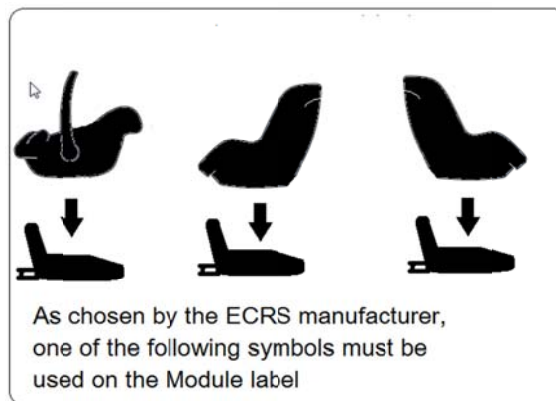 As chosen by the ECRS manufacturer,
one of the following symbols must be
used on the Module label